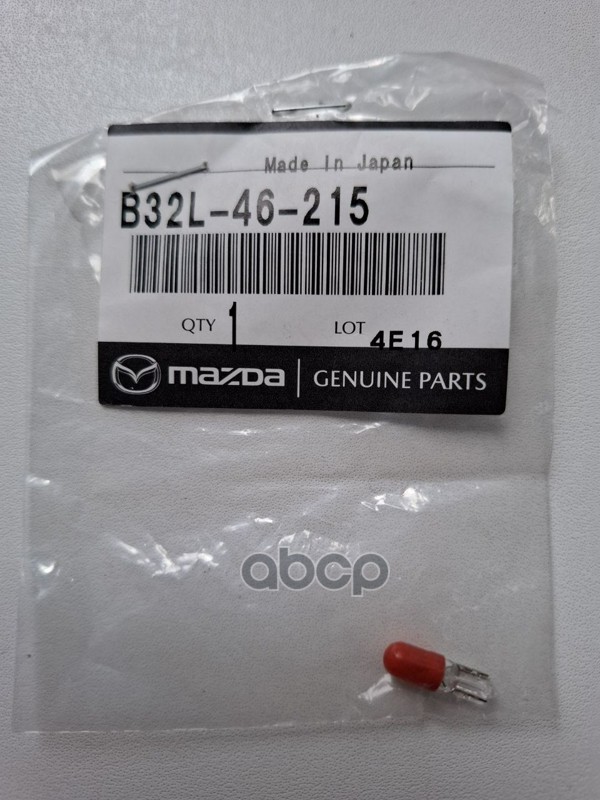 Made In Japan
B32L-46-215
QTY 1 LOT 4E16
mazda GENUINE PARTS
abcp